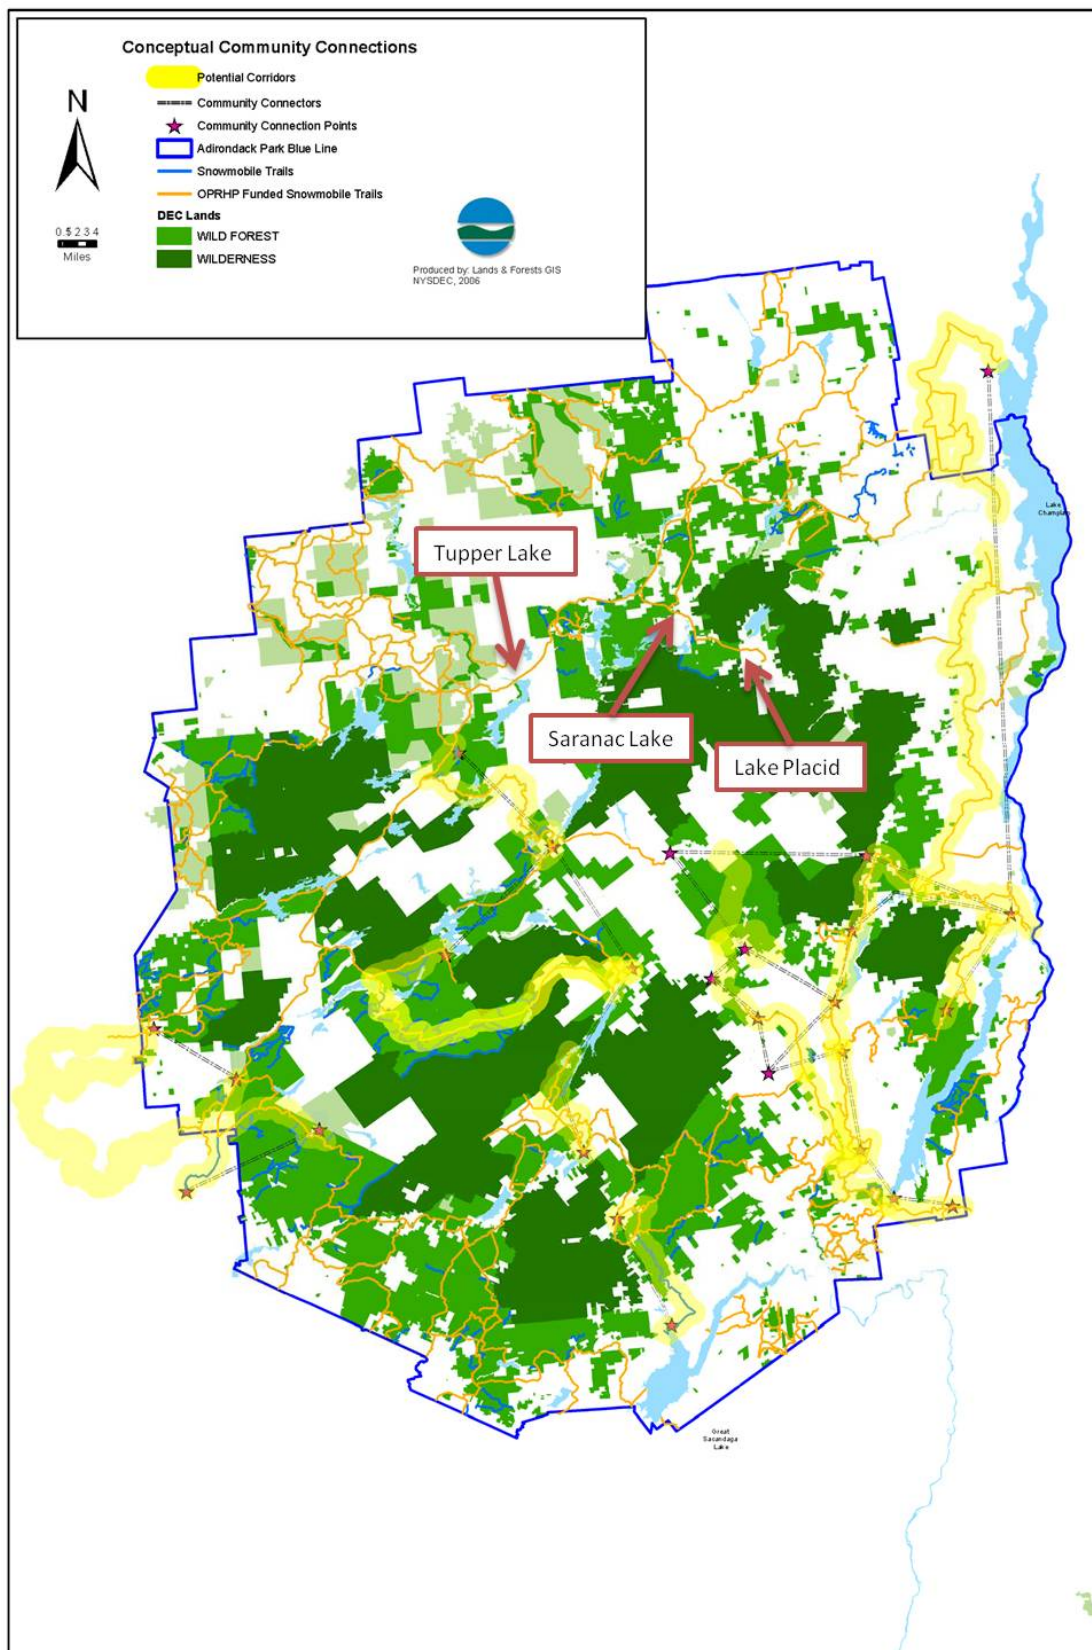 Conceptual Community Connections
N
0.5 2 3 4
Miles
Potential Corridors
Community Connectors
Community Connection Points
Adirondack Park Blue Line
Snowmobile Trails
OPRHP Funded Snowmobile Trails
DEC Lands
WILD FOREST
WILDERNESS
Produced by: Lands & Forests GIS
NYSDEC, 2006
Lake
Champlain
Tupper Lake
Saranac Lake
Lake Placid
Great
Sacandaga
Lake